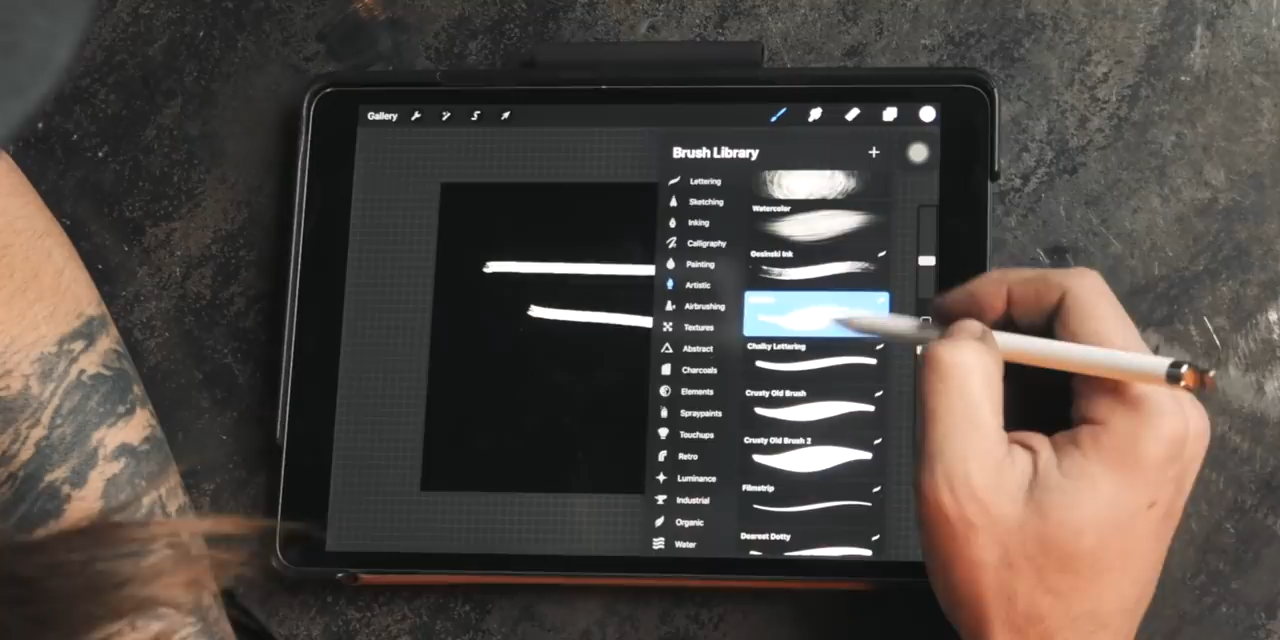 Gallery
Brush Library
Lettering
Sketching
Inking
Calligraphy
Painting
Artistic
Airbrushing
Textures
Abstract
Charcoals
Elements
Spraypaints
Touchups
Retro
Luminance
Industrial
Organic
Water
Watercolor
Gesinski Ink
Chalky Lettering
Crusty Old Brush
Crusty Old Brush 2
Filmstrip
Dearest Dotty